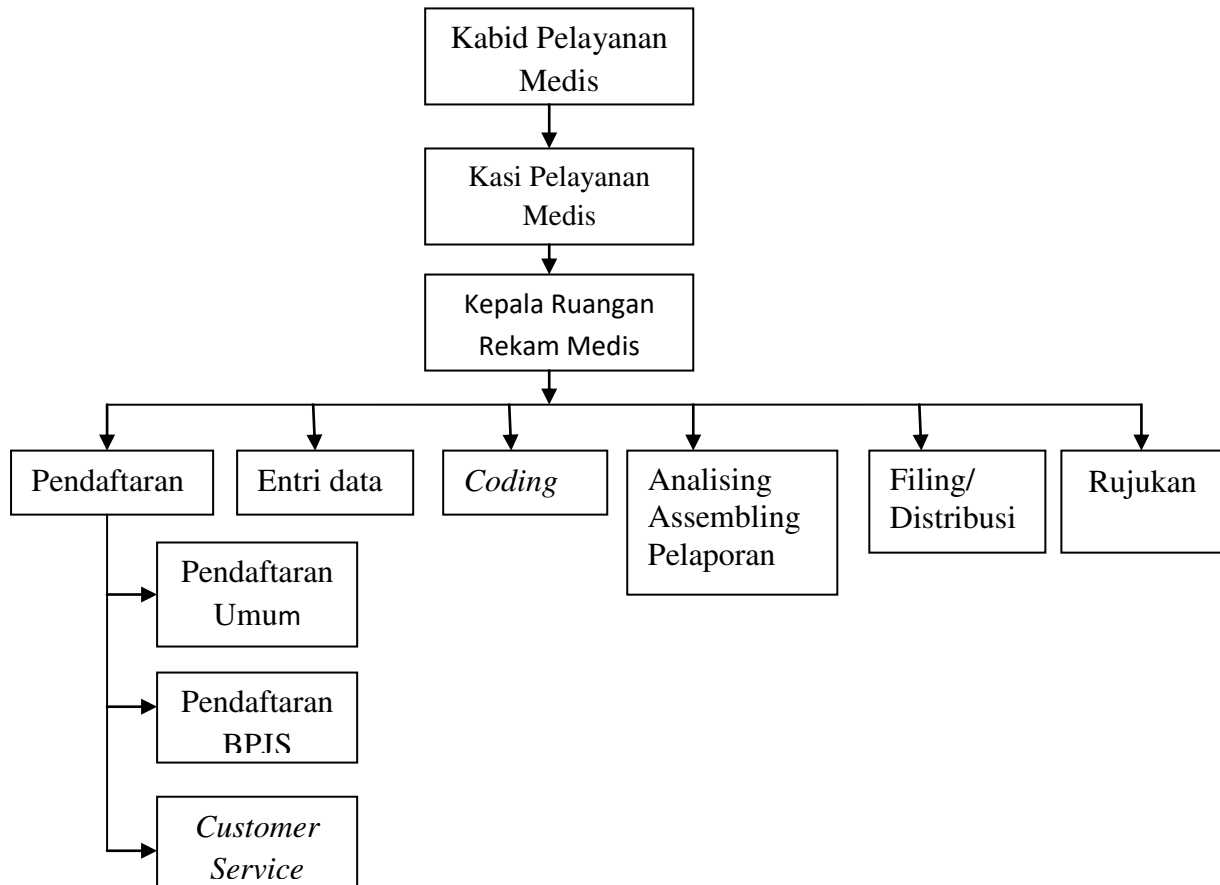 Kabid Pelayanan
Medis
Kasi Pelayanan
Medis
Kepala Ruangan
Rekam Medis
Pendaftaran
Entri data
Coding
Analising
Assembling
Pelaporan
Filing/
Distribusi
Rujukan
Pendaftaran
Umum
Pendaftaran
BPJS
Customer
Service